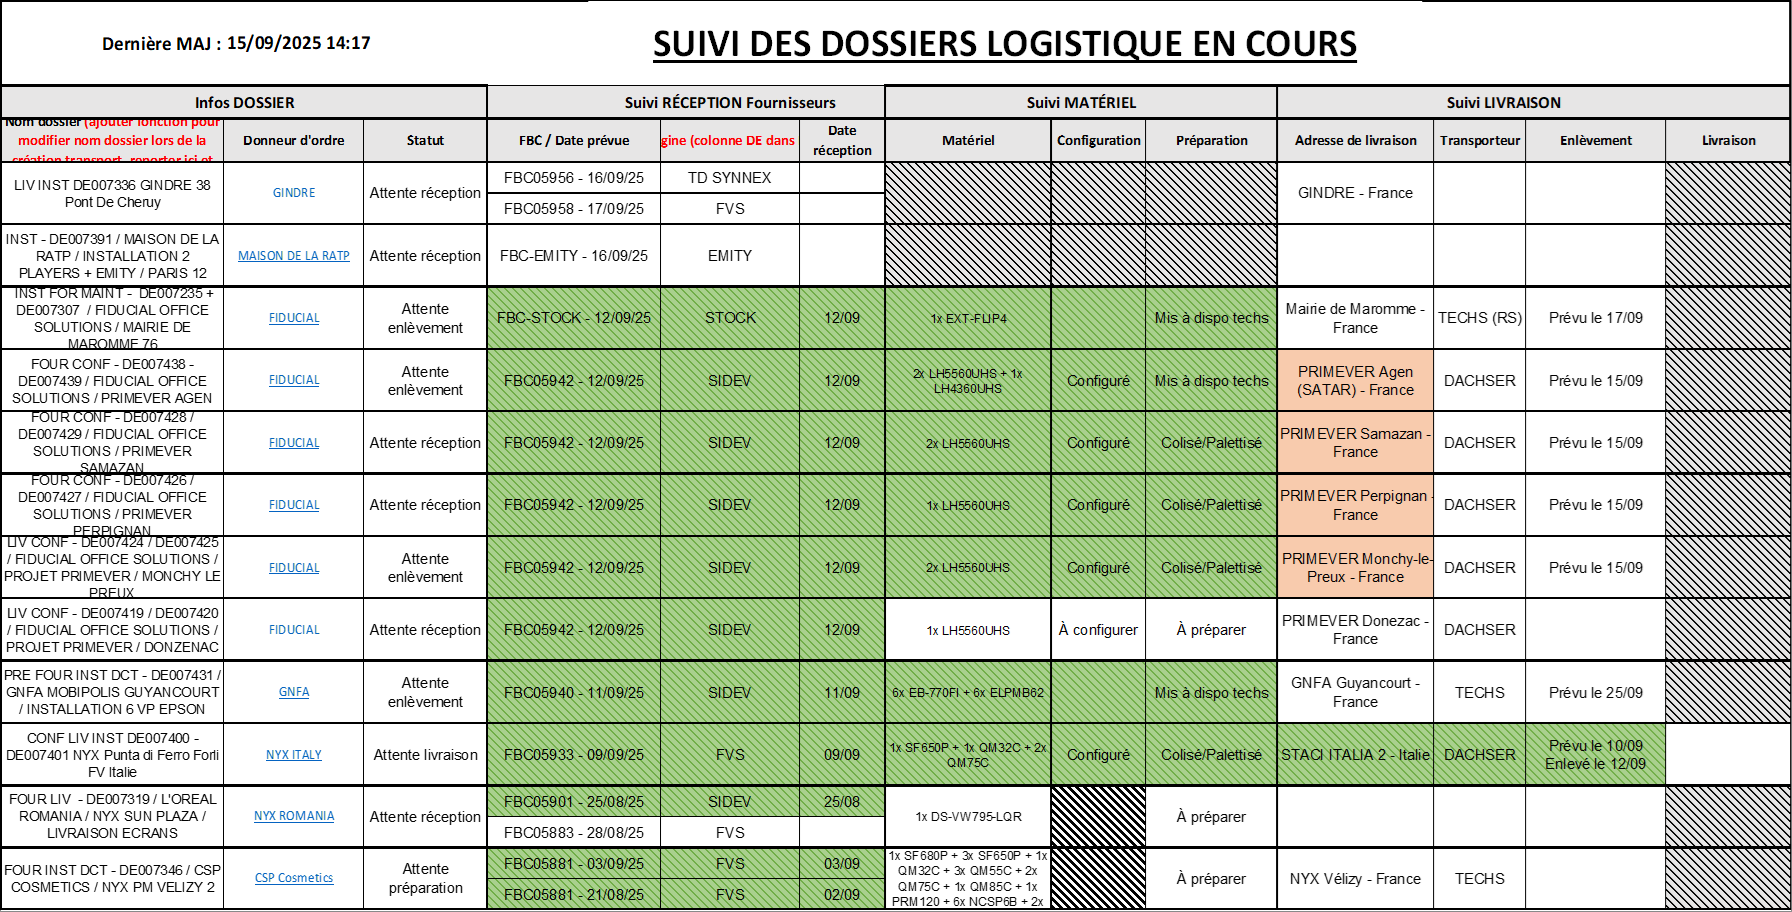 Dernière MAJ : 15/09/2025 14:17
SUIVI DES DOSSIERS LOGISTIQUE EN COURS
Infos DOSSIER
Suivi RÉCEPTION Fournisseurs
Suivi MATÉRIEL
Suivi LIVRAISON
Nom dossier (ajouter fonction pour
modifier nom dossier lors de la
création transport, reporter ici et
Donneur d'ordre
Statut
FBC / Date prévue
gine (colonne DE dans
Date
réception
Matériel
Configuration
Préparation
Adresse de livraison
Transporteur
Enlèvement
Livraison
LIV INST DE007336 GINDRE 38
Pont De Cheruy
GINDRE
Attente réception
FBC05956 - 16/09/25
TD SYNNEX
FBC05958 - 17/09/25
FVS
GINDRE - France
INST - DE007391 / MAISON DE LA
RATP / INSTALLATION 2
PLAYERS + EMITY / PARIS 12
MAISON DE LA RATP
Attente réception
FBC-EMITY - 16/09/25
EMITY
INST FOR MAINT - DE007235 +
DE007307 / FIDUCIAL OFFICE
SOLUTIONS / MAIRIE DE
MAROMME 76
FIDUCIAL
Attente
enlèvement
FBC-STOCK - 12/09/25
STOCK
12/09
1x EXT-FLIP4
Mis à dispo techs
Mairie de Maromme -
France
TECHS (RS)
Prévu le 17/09
FOUR CONF - DE007438 -
DE007439 / FIDUCIAL OFFICE
SOLUTIONS / PRIMEVER AGEN
FIDUCIAL
Attente
enlèvement
FBC05942 - 12/09/25
SIDEV
12/09
2x LH5560UHS + 1x
LH4360UHS
Configuré
Mis à dispo techs
PRIMEVER Agen
(SATAR) - France
DACHSER
Prévu le 15/09
FOUR CONF - DE007428 /
DE007429 / FIDUCIAL OFFICE
SOLUTIONS / PRIMEVER
SAMAZAN
FIDUCIAL
Attente réception
FBC05942 - 12/09/25
SIDEV
12/09
2x LH5560UHS
Configuré
Colisé/Palettisé
PRIMEVER Samazan -
France
DACHSER
Prévu le 15/09
FOUR CONF - DE007426 /
DE007427 / FIDUCIAL OFFICE
SOLUTIONS / PRIMEVER
PERPIGNAN
FIDUCIAL
Attente réception
FBC05942 - 12/09/25
SIDEV
12/09
1x LH5560UHS
Configuré
Colisé/Palettisé
PRIMEVER Perpignan -
France
DACHSER
Prévu le 15/09
LIV CONF - DE007424 / DE007425
/ FIDUCIAL OFFICE SOLUTIONS /
PROJET PRIMEVER / MONCHY LE
PREUX
FIDUCIAL
Attente
enlèvement
FBC05942 - 12/09/25
SIDEV
12/09
2x LH5560UHS
Configuré
Colisé/Palettisé
PRIMEVER Monchy-le-
Preux - France
DACHSER
Prévu le 15/09
LIV CONF - DE007419 / DE007420
/ FIDUCIAL OFFICE SOLUTIONS /
PROJET PRIMEVER / DONZENAC
FIDUCIAL
Attente réception
FBC05942 - 12/09/25
SIDEV
12/09
1x LH5560UHS
À configurer
À préparer
PRIMEVER Donezac -
France
DACHSER
PRE FOUR INST DCT - DE007431 /
GNFA MOBIPOLIS GUYANCOURT
/ INSTALLATION 6 VP EPSON
GNFA
Attente
enlèvement
FBC05940 - 11/09/25
SIDEV
11/09
6x EB-770FI + 6x ELPMB62
Mis à dispo techs
GNFA Guyancourt -
France
TECHS
Prévu le 25/09
CONF LIV INST DE007400 -
DE007401 NYX Punta di Ferro Forli
FV Italie
NYX ITALY
Attente livraison
FBC05933 - 09/09/25
FVS
09/09
1x SF650P + 1x QM32C + 2x
QM75C
Configuré
Colisé/Palettisé
STACI ITALIA 2 - Italie
DACHSER
Prévu le 10/09
Enlevé le 12/09
FOUR LIV - DE007319 / L'OREAL
ROMANIA / NYX SUN PLAZA /
LIVRAISON ECRANS
NYX ROMANIA
Attente réception
FBC05901 - 25/08/25
SIDEV
25/08
FBC05883 - 28/08/25
FVS
1x DS-VW795-LQR
À préparer
FOUR INST DCT - DE007346 / CSP
COSMETICS / NYX PM VELIZY 2
CSP Cosmetics
Attente
préparation
FBC05881 - 03/09/25
FVS
03/09
FBC05881 - 21/08/25
FVS
02/09
1x SF680P + 3x SF650P + 1x
QM32C + 3x QM55C + 2x
QM75C + 1x QM85C + 1x
PRM120 + 6x NCSP6B + 2x
À préparer
NYX Vélizy - France
TECHS